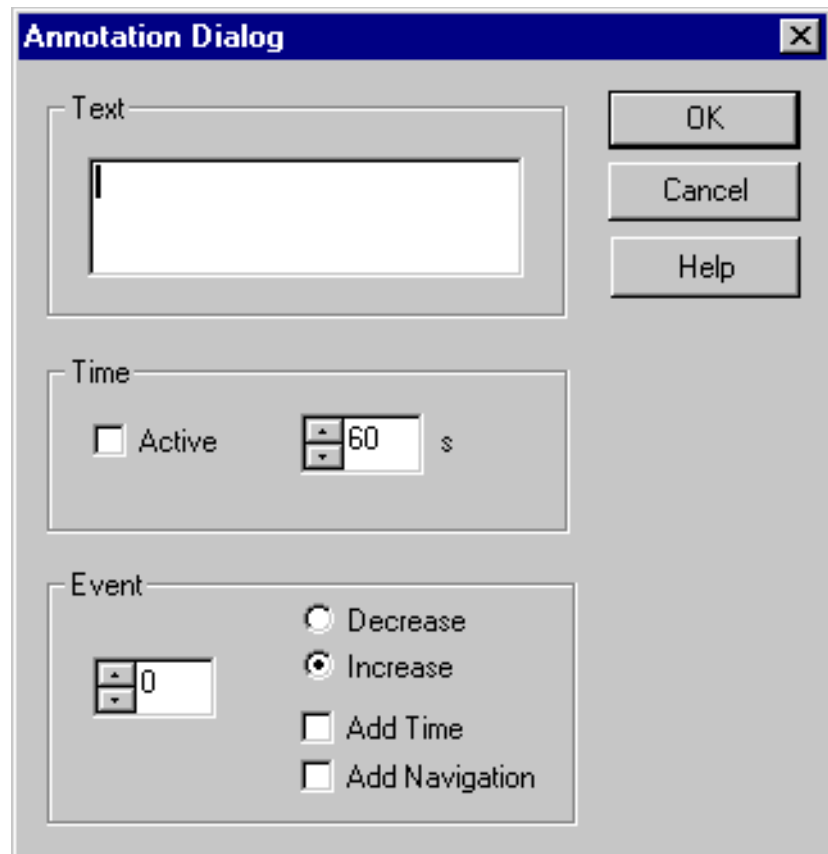 Annotation Dialog
Text
OK
Cancel
Help
Time
Active 60 s
Event
Decrease
0 Increase
Add Time
Add Navigation